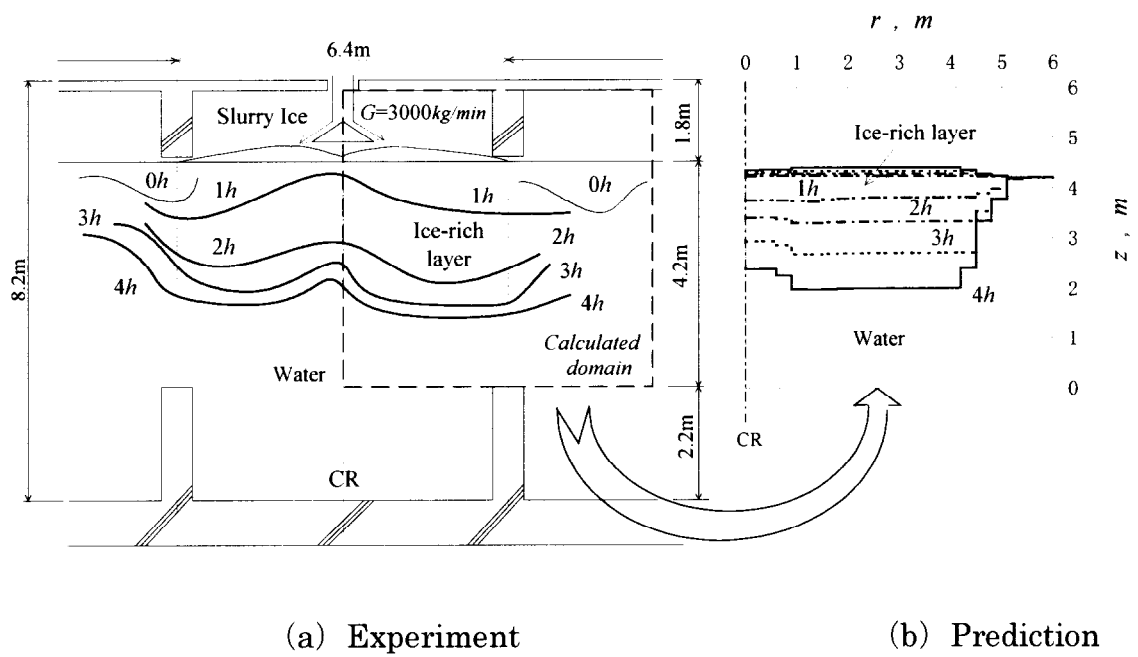 6.4m
Slurry Ice
G=3000kg/min
1.8m
0h
1h
1h
0h
3h
2h
Ice-rich
layer
2h
3h
4h
4h
8.2m
4.2m
Calculated
domain
Water
2.2m
CR
(a) Experiment
r , m
0 1 2 3 4 5 6
6
5
4
3
2
1
0
z, m
Ice-rich layer
1h
2h
3h
4h
Water
CR
(b) Prediction